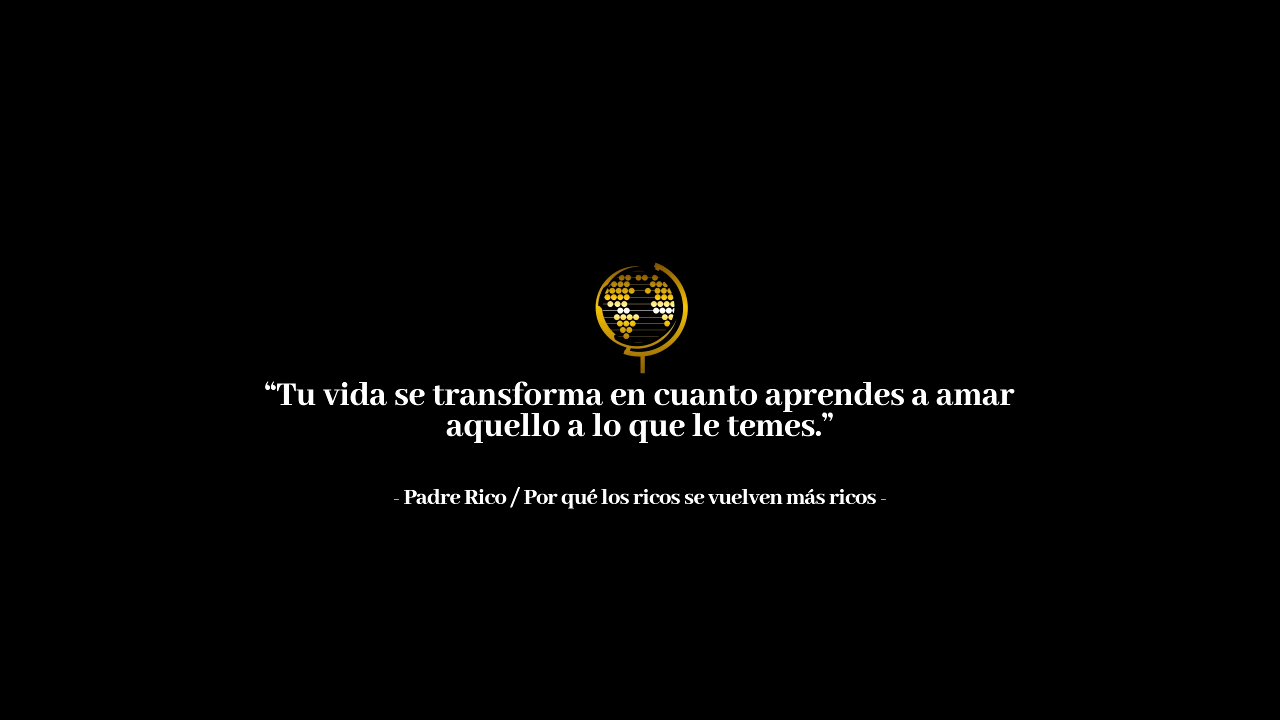 “Tu vida se transforma en cuanto aprendes a amar
aquello a lo que le temes.”
- Padre Rico / Por qué los ricos se vuelven más ricos -